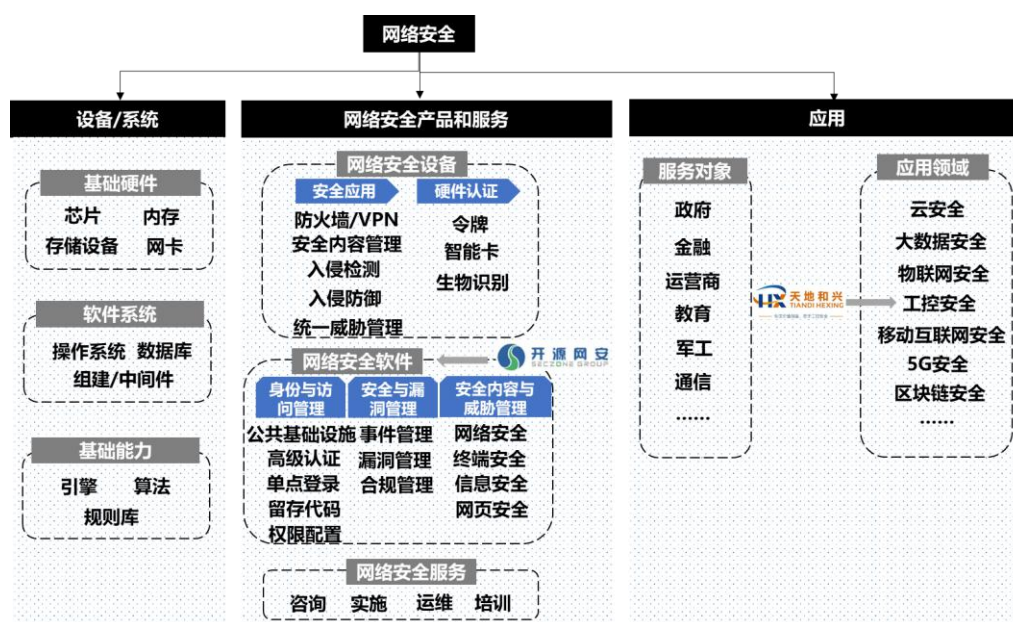 网络安全
设备/系统
基础硬件
芯片 内存
存储设备 网卡
软件系统
操作系统 数据库
组建/中间件
基础能力
引擎 算法
规则库
网络安全产品和服务
网络安全设备
安全应用
防火墙/VPN
安全内容管理
入侵检测
入侵防御
统一威胁管理
硬件认证
令牌
智能卡
生物识别
网络安全软件
开源网安
SECZONE GROUP
身份与访
问管理
公共基础设施
高级认证
单点登录
留存代码
权限配置
安全与漏
洞管理
事件管理
漏洞管理
合规管理
安全内容与
威胁管理
网络安全
终端安全
信息安全
网页安全
网络安全服务
咨询 实施 运维 培训
应用
服务对象
政府
金融
运营商
教育
军工
通信
……
HX 天地和兴
TIANDI HEXING
应用领域
云安全
大数据安全
物联网安全
工控安全
移动互联网安全
5G安全
区块链安全
……